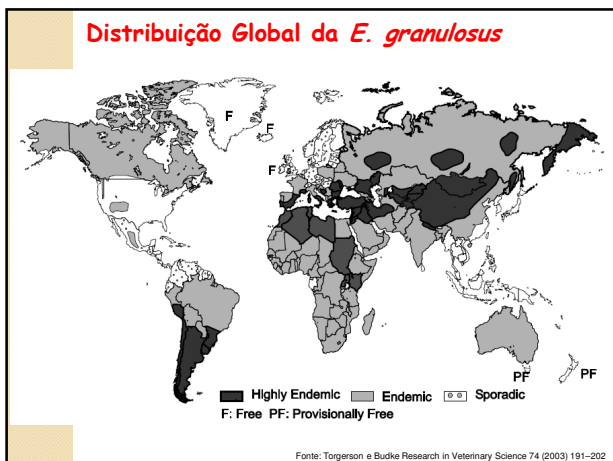 Distribuição Global da E. granulosus
F
F
F
PF
PF
Highly Endemic Endemic Sporadic
F: Free PF: Provisionally Free
Fonte: Torgerson e Budke Research in Veterinary Science 74 (2003) 191–202